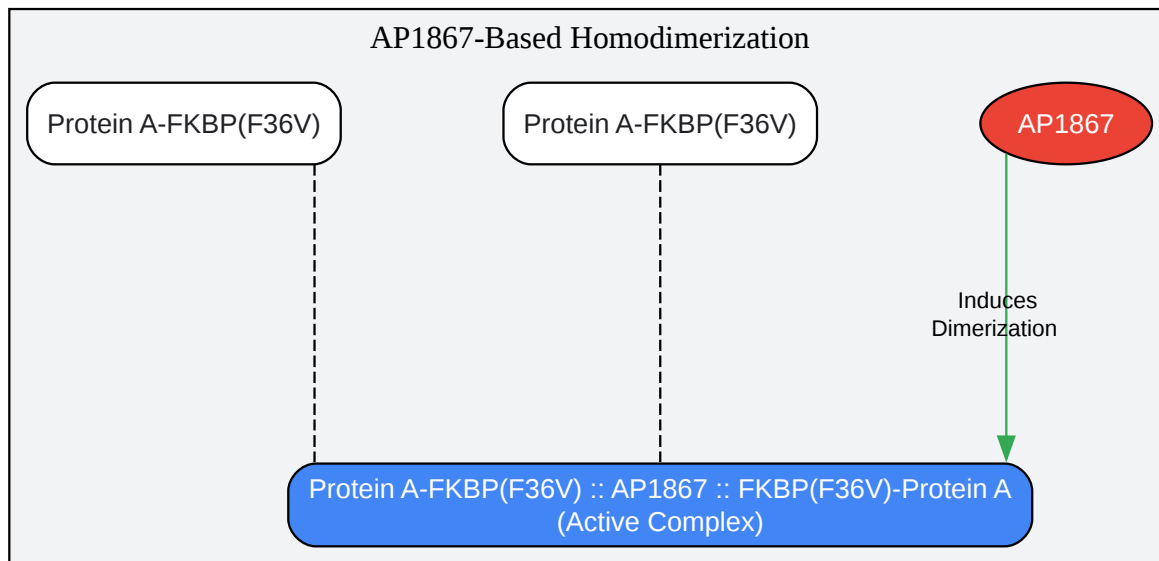 AP1867-Based Homodimerization
Protein A-FKBP(F36V)
Protein A-FKBP(F36V)
AP1867
Induces
Dimerization
Protein A-FKBP(F36V) :: AP1867 :: FKBP(F36V)-Protein A
(Active Complex)